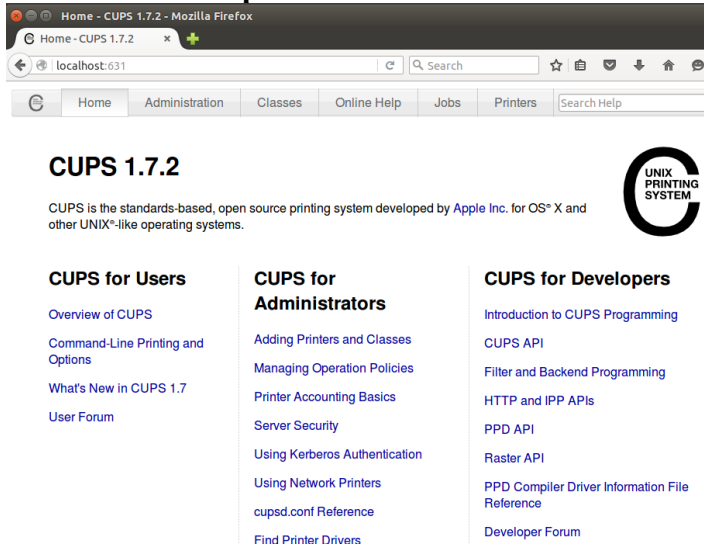 Home - CUPS 1.7.2 - Mozilla Firefox
Home - CUPS 1.7.2
localhost:631
Search
Home Administration Classes Online Help Jobs Printers Search Help
CUPS 1.7.2
UNIX
PRINTING
SYSTEM
CUPS is the standards-based, open source printing system developed by Apple Inc. for OS® X and
other UNIX®-like operating systems.
CUPS for Users
Overview of CUPS
Command-Line Printing and
Options
What's New in CUPS 1.7
User Forum
CUPS for
Administrators
Adding Printers and Classes
Managing Operation Policies
Printer Accounting Basics
Server Security
Using Kerberos Authentication
Using Network Printers
cupsd.conf Reference
Find Printer Drivers
CUPS for Developers
Introduction to CUPS Programming
CUPS API
Filter and Backend Programming
HTTP and IPP APIs
PPD API
Raster API
PPD Compiler Driver Information File
Reference
Developer Forum